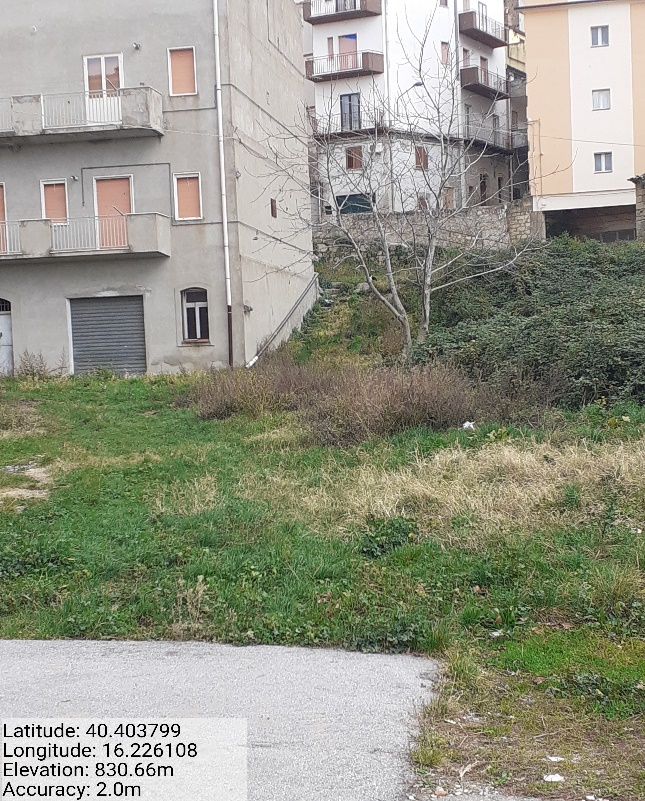 Latitude: 40.403799
Longitude: 16.226108
Elevation: 830.66m
Accuracy: 2.0m